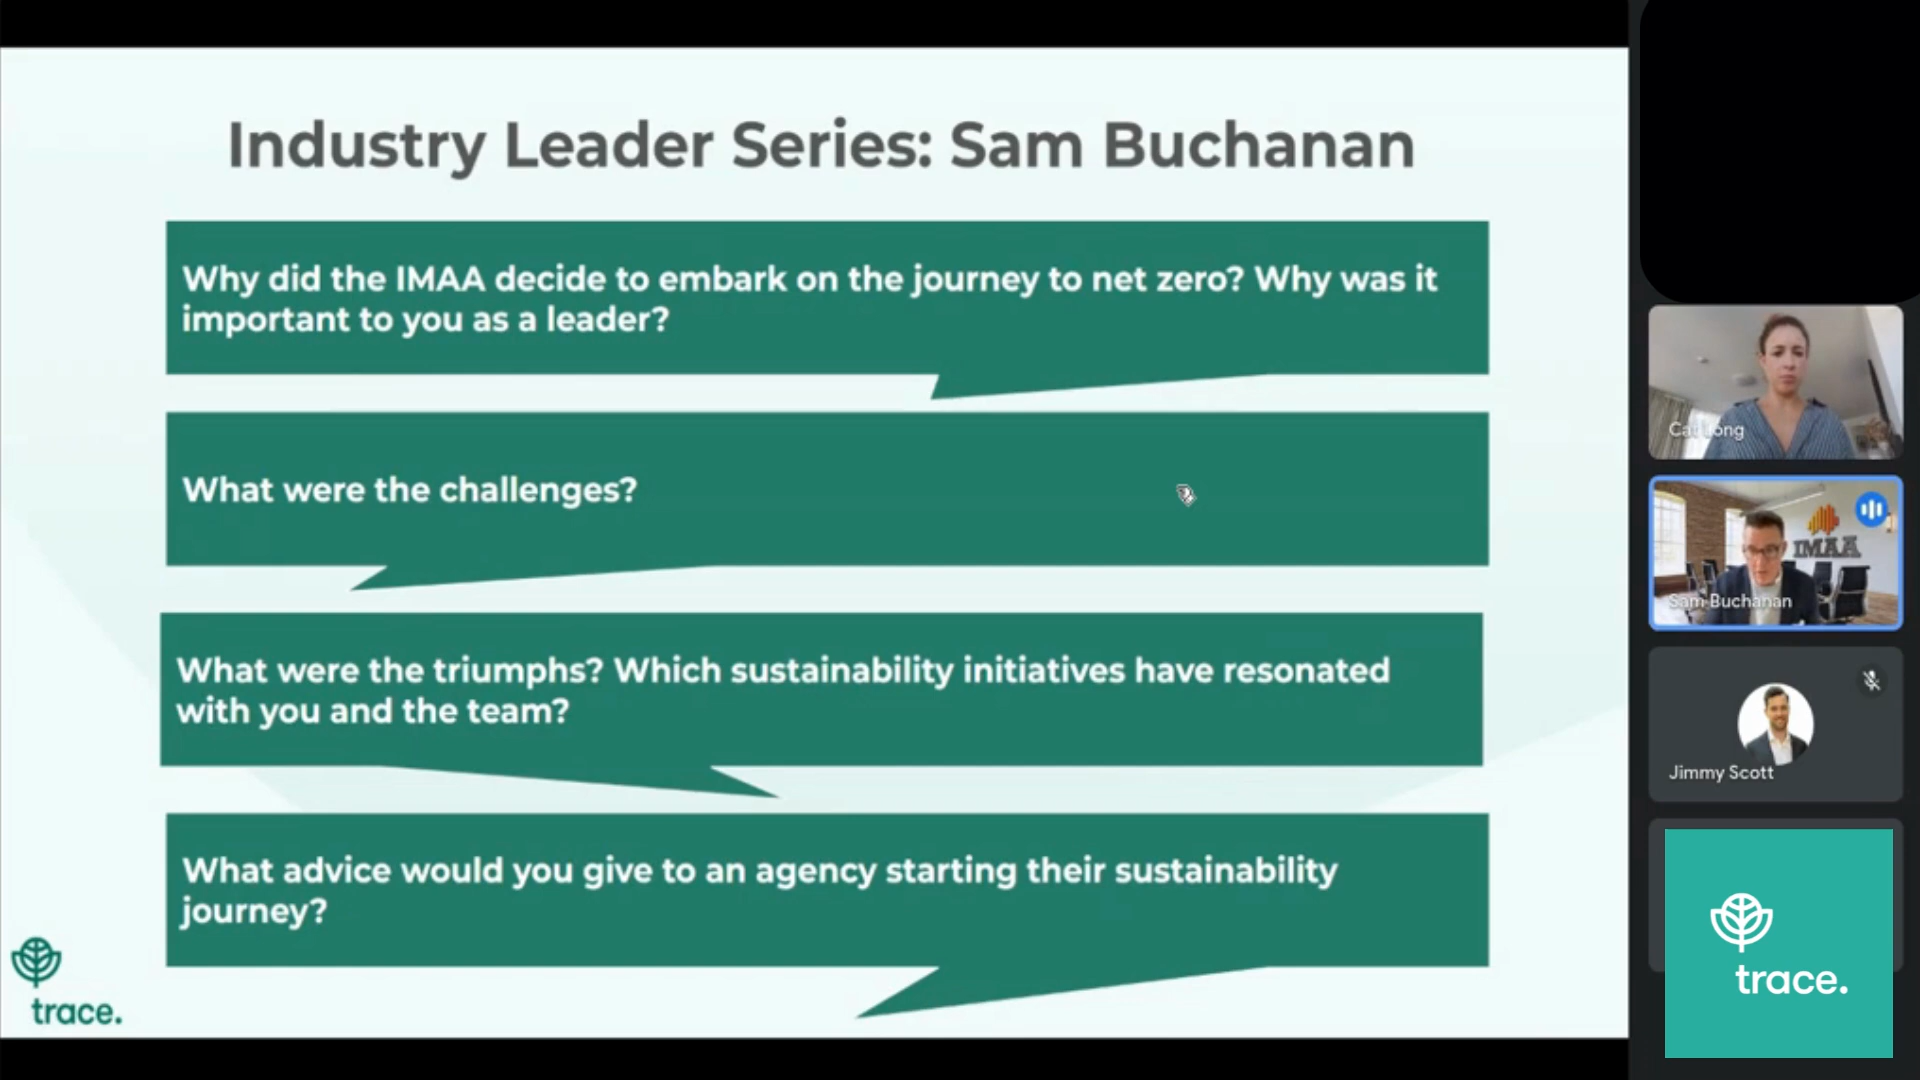 Industry Leader Series: Sam Buchanan
Why did the IMAA decide to embark on the journey to net zero? Why was it
important to you as a leader?
What were the challenges?
What were the triumphs? Which sustainability initiatives have resonated
with you and the team?
What advice would you give to an agency starting their sustainability
journey?
trace.
Cat Long
IMAA
Sam Buchanan
Jimmy Scott
trace.